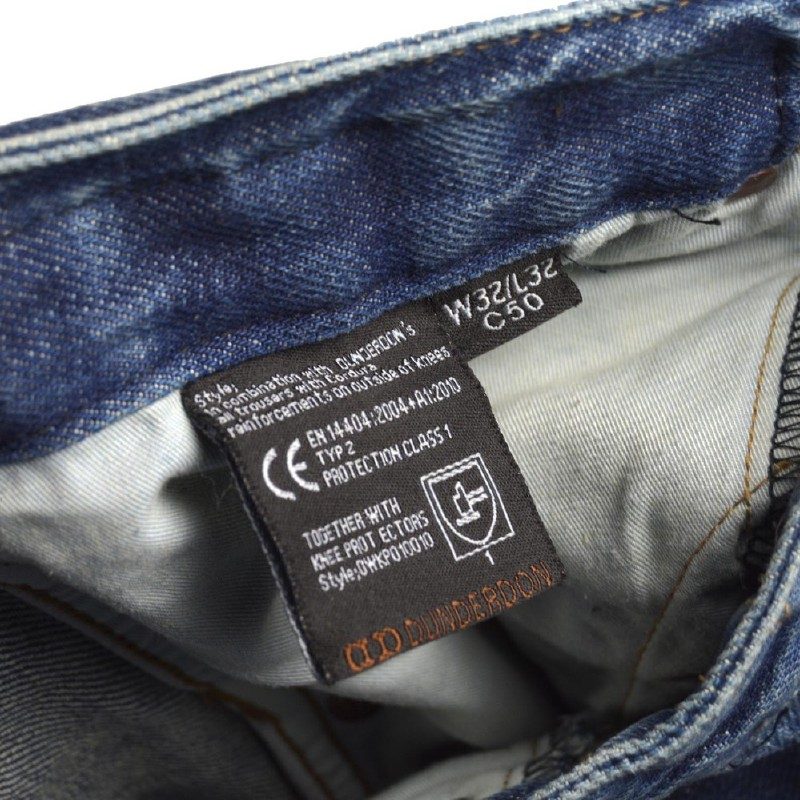 W32/L32
C50
Style;
in combination with DUNDERDON's
all trousers with Cordura
reinforcements on outside of knees
CE EN 14404:2004+A1:2010
TYP 2
PROTECTION CLASS 1
TOGETHER WITH
KNEE PROT ECTORS
Style;DWKP010010
1
DUNDERDON